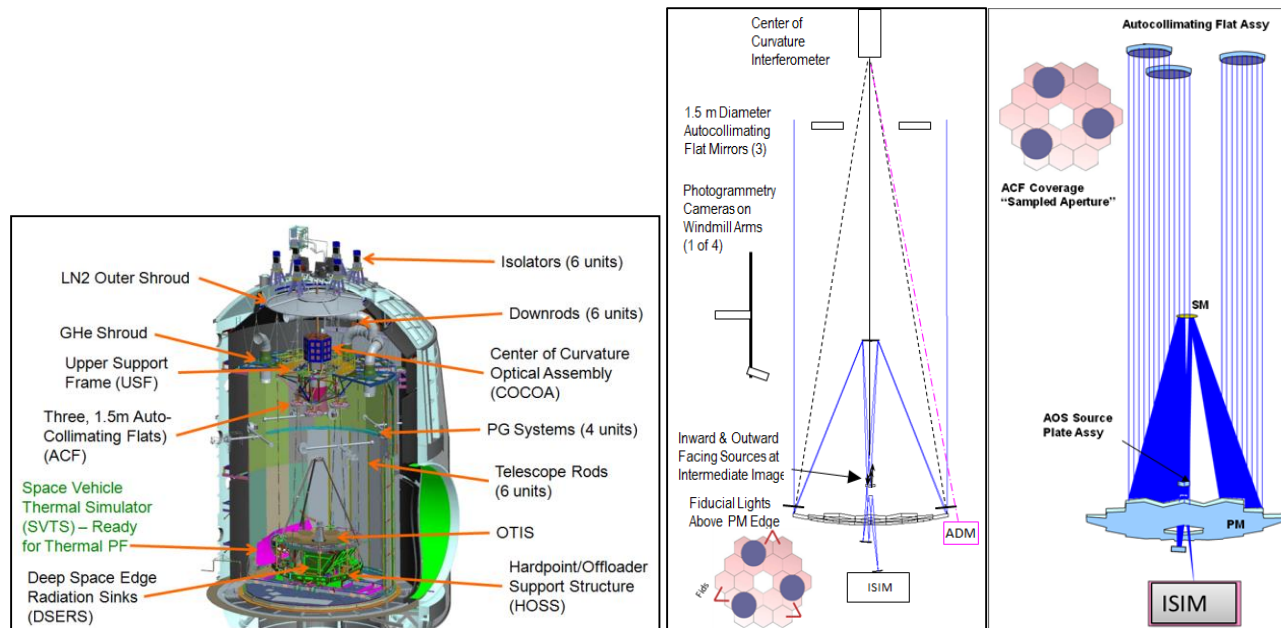 LN2 Outer Shroud
GHe Shroud
Upper Support
Frame (USF)
Three, 1.5m Auto-
Collimating Flats)
(ACF)
Space Vehicle
Thermal Simulator
(SVTS) – Ready
for Thermal PF
Deep Space Edge
Radiation Sinks
(DSERS)
Isolators (6 units)
Downrods (6 units)
Center of Curvature
Optical Assembly
(COCOA)
PG Systems (4 units)
Telescope Rods
(6 units)
OTIS
Hardpoint/Offloader
Support Structure
(HOSS)
Center of
Curvature
Interferometer
1.5 m Diameter
Autocollimating
Flat Mirrors (3)
Photogrammetry
Cameras on
Windmill Arms
(1 of 4)
Inward & Outward
Facing Sources at
Intermediate Image
Fiducial Lights
Above PM Edge
Fids
ADM
ISIM
Autocollimating Flat Assy
ACF Coverage
“Sampled Aperture”
SM
AOS Source
Plate Assy
PM
ISIM